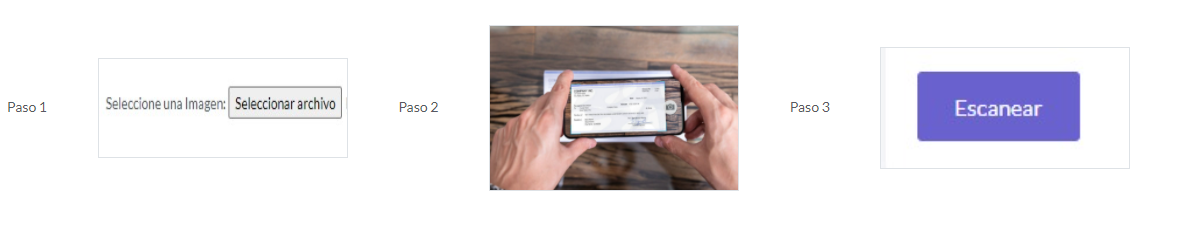 Paso 1
Seleccione una Imagen: Seleccionar archivo
Paso 2
Paso 3
Escanear